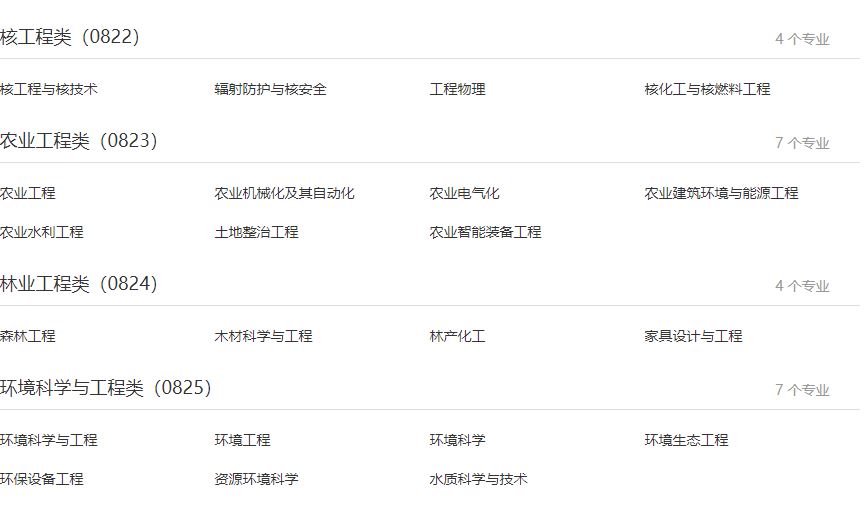 核工程类（0822） 4 个专业
核工程与核技术 辐射防护与核安全 工程物理 核化工与核燃料工程
农业工程类（0823） 7 个专业
农业工程 农业机械化及其自动化 农业电气化 农业建筑环境与能源工程
农业水利工程 土地整治工程 农业智能装备工程
林业工程类（0824） 4 个专业
森林工程 木材科学与工程 林产化工 家具设计与工程
环境科学与工程类（0825） 7 个专业
环境科学与工程 环境工程 环境科学 环境生态工程
环保设备工程 资源环境科学 水质科学与技术